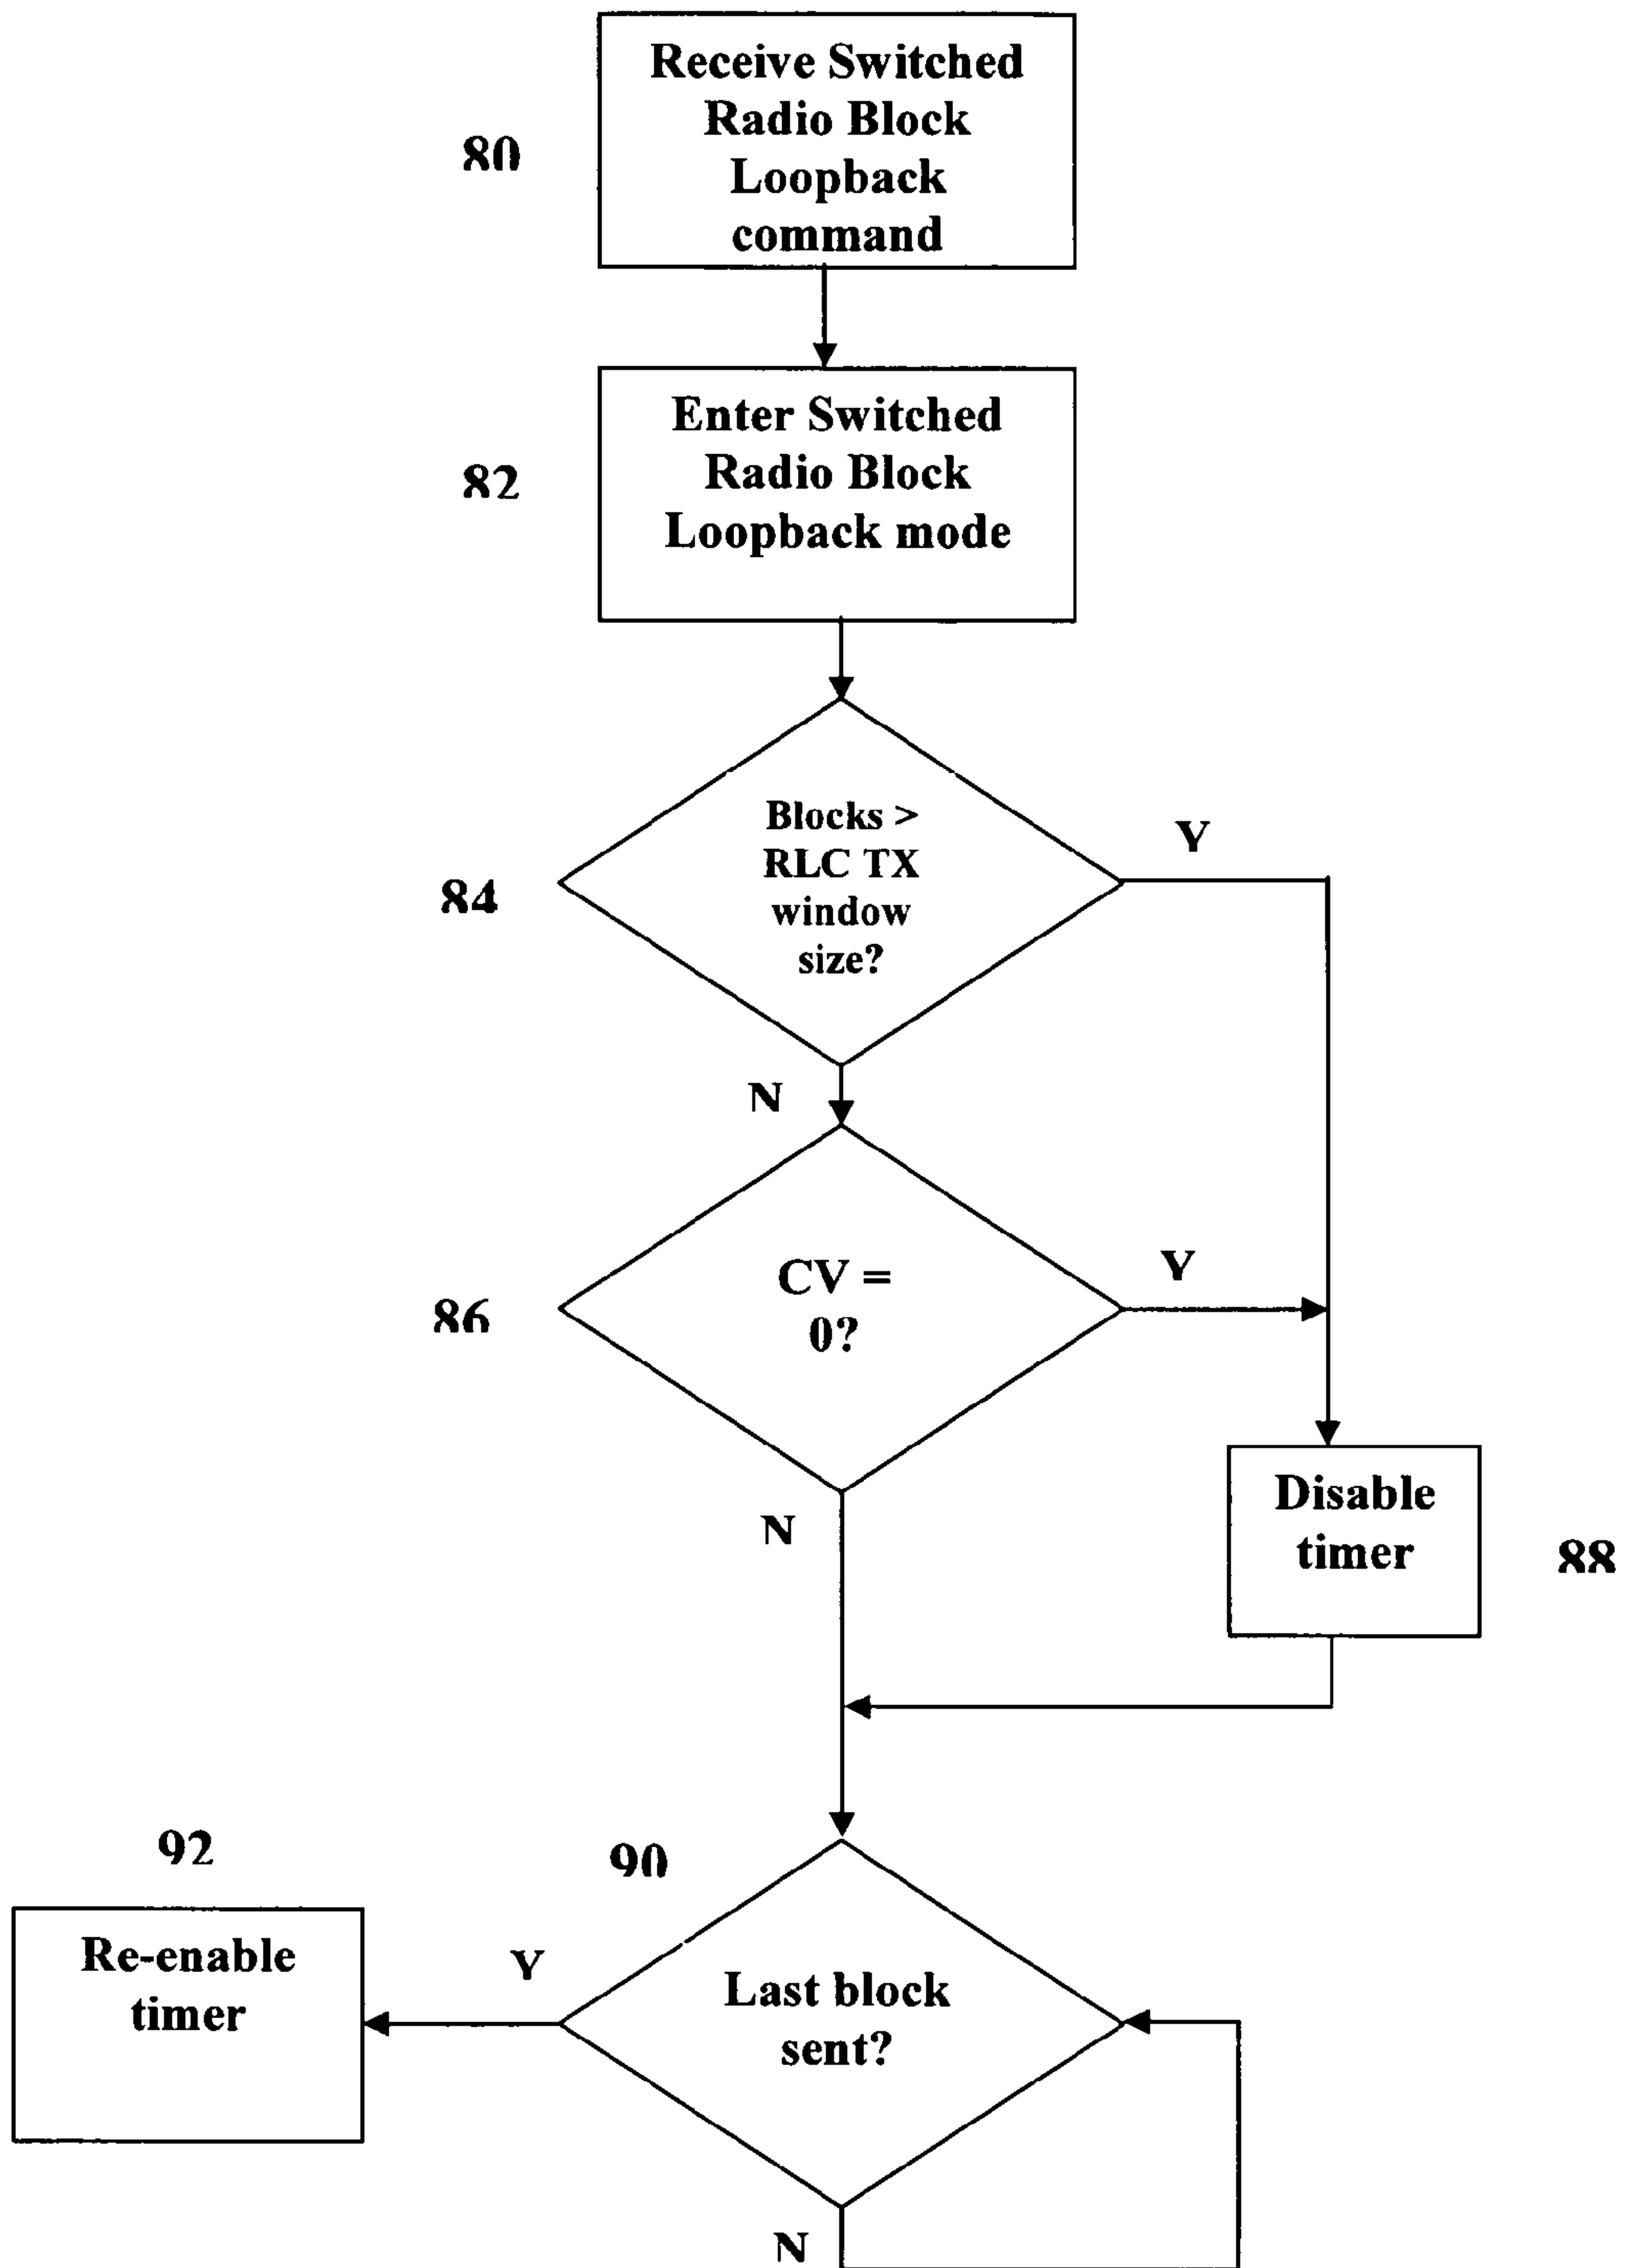 Receive Switched
Radio Block
Loopback
command
80
Enter Switched
Radio Block
Loopback mode
82
Blocks >
RLC TX
window
size?
84
Y
N
CV =
0?
86
Y
N
Disable
timer
88
92
90
Re-enable
timer
Y
Last block
sent?
N